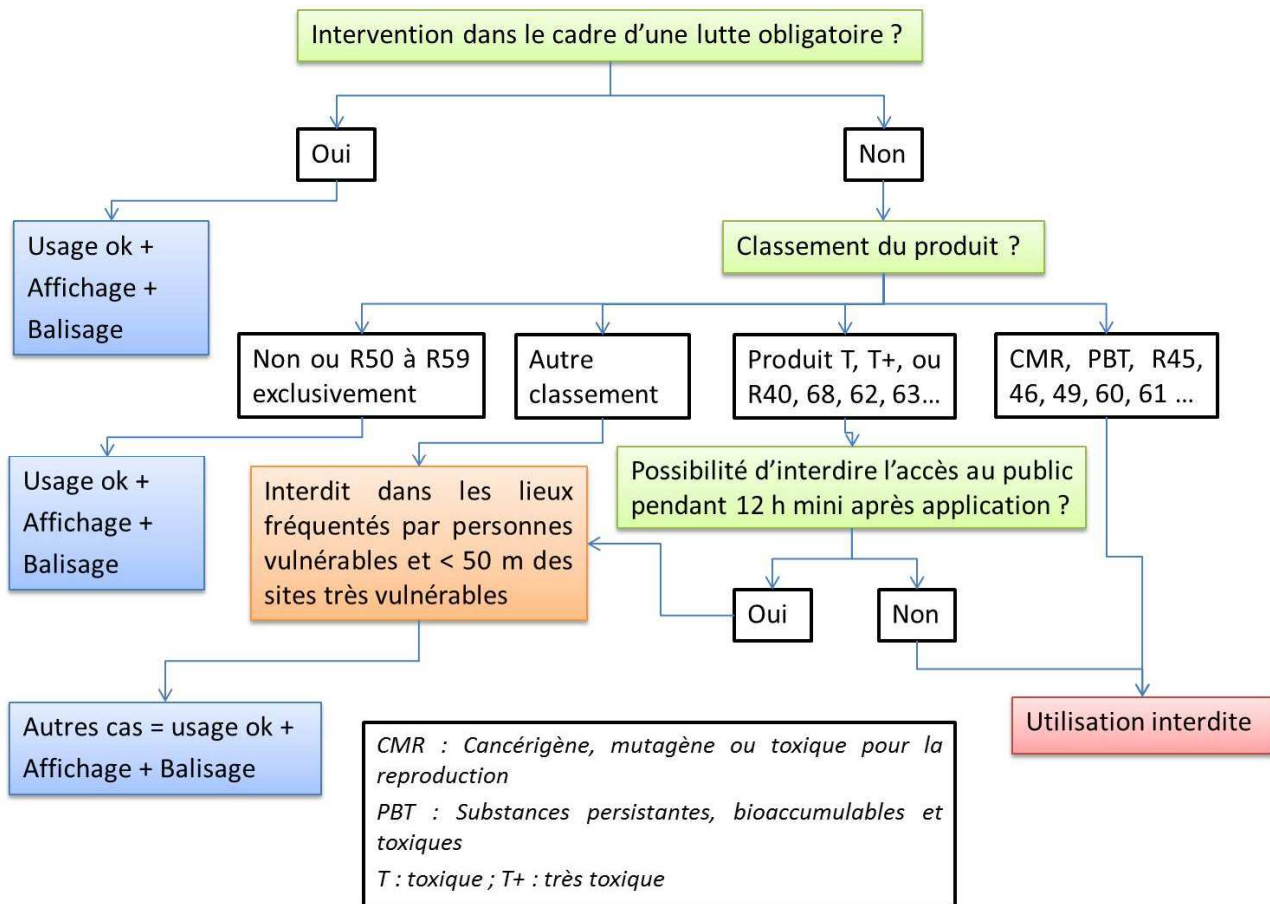 Intervention dans le cadre d'une lutte obligatoire ?
Oui
Non
Usage ok +
Affichage +
Balisage
Classement du produit ?
Non ou R50 à R59
exclusivement
Autre
classement
Produit T, T+, ou
R40, 68, 62, 63...
CMR, PBT, R45,
46, 49, 60, 61 ...
Usage ok +
Affichage +
Balisage
Interdit dans les lieux
fréquentés par personnes
vulnérables et < 50 m des
sites très vulnérables
Possibilité d'interdire l'accès au public
pendant 12 h mini après application ?
Oui
Non
Autres cas = usage ok +
Affichage + Balisage
Utilisation interdite
CMR : Cancérigène, mutagène ou toxique pour la
reproduction
PBT : Substances persistantes, bioaccumulables et
toxiques
T : toxique ; T+ : très toxique